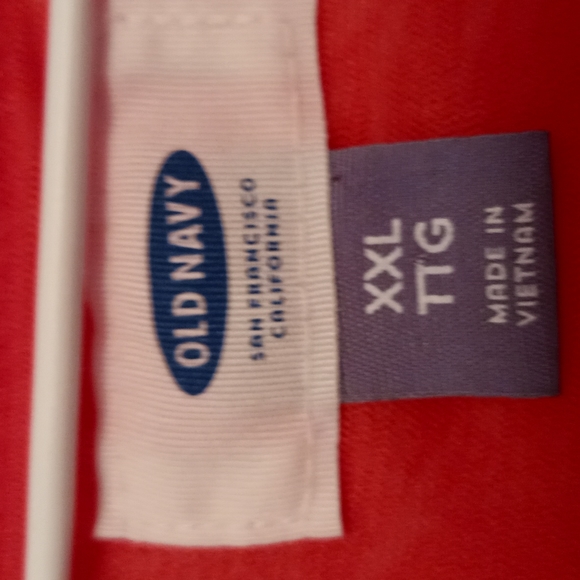 OLD NAVY
SAN FRANCISCO
CALIFORNIA
XXL
TTG
MADE IN
VIETNAM